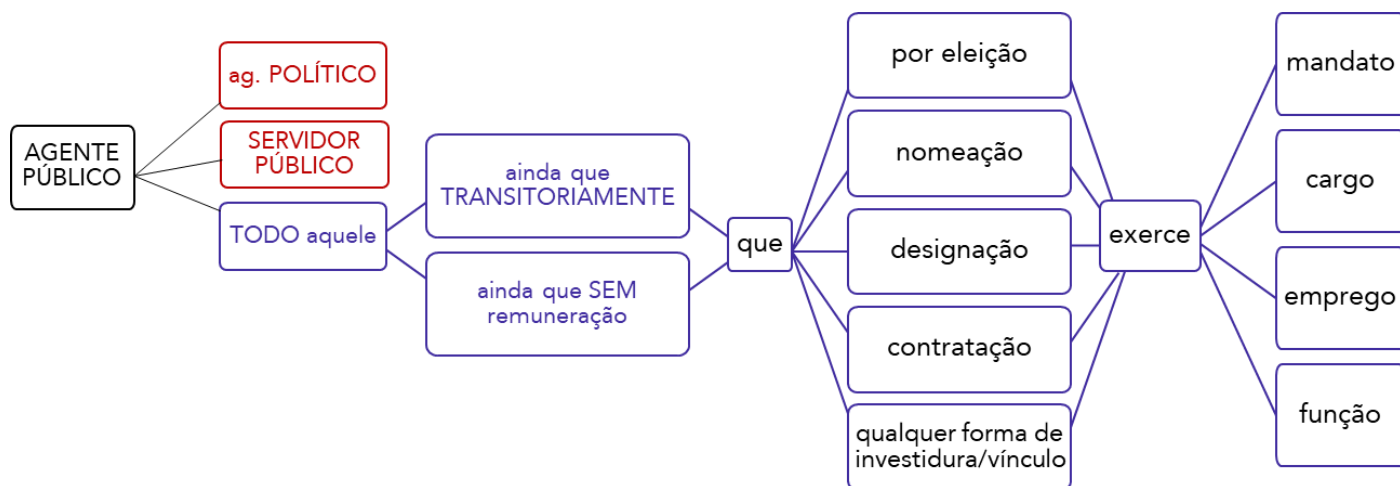 AGENTE
PÚBLICO
ag. POLÍTICO
SERVIDOR
PÚBLICO
TODO aquele
ainda que
TRANSITORIAMENTE
ainda que SEM
remuneração
que
por eleição
nomeação
designação
contratação
qualquer forma de
investidura/vínculo
exerce
mandato
cargo
emprego
função